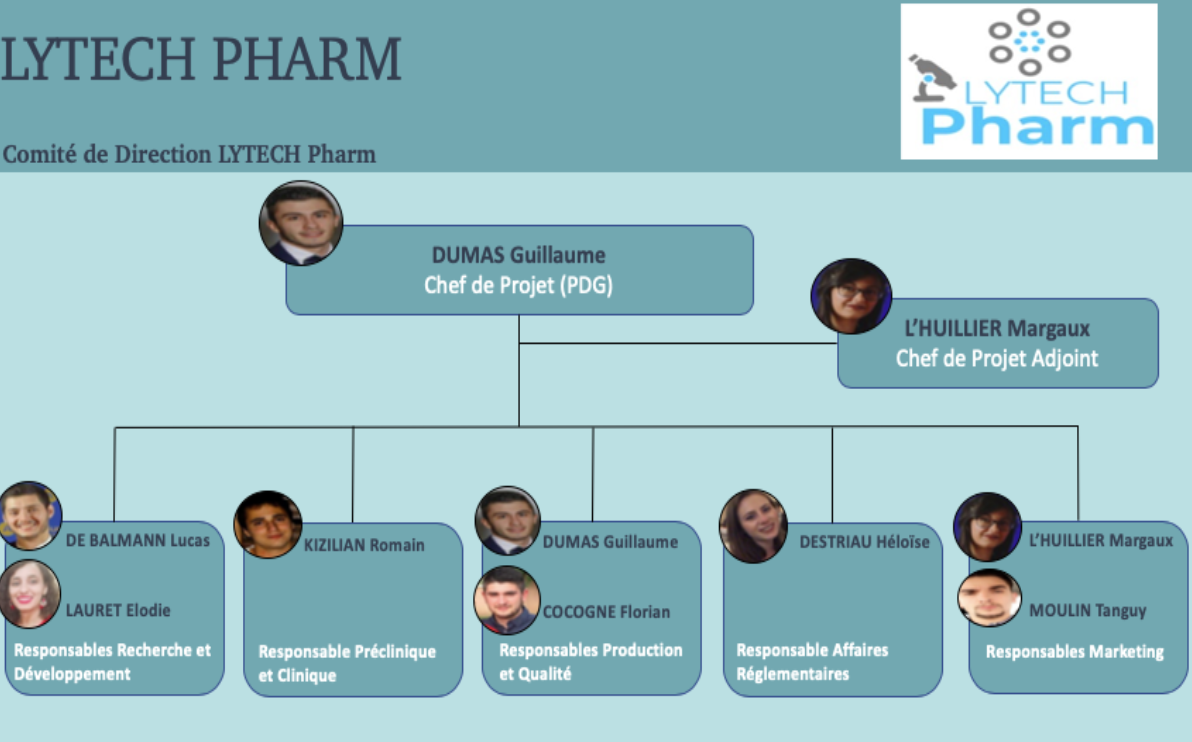 LYTECH PHARM
LYTECH
Pharm
Comité de Direction LYTECH Pharm
DUMAS Guillaume
Chef de Projet (PDG)
L'HUILLIER Margaux
Chef de Projet Adjoint
DE BALMANN Lucas
LAURET Elodie
Responsables Recherche et
Développement
KIZILIAN Romain
Responsable Préclinique
et Clinique
DUMAS Guillaume
COCOGNE Florian
Responsables Production
et Qualité
DESTRIAU Héloïse
Responsable Affaires
Réglementaires
L'HUILLIER Margaux
MOULIN Tanguy
Responsables Marketing